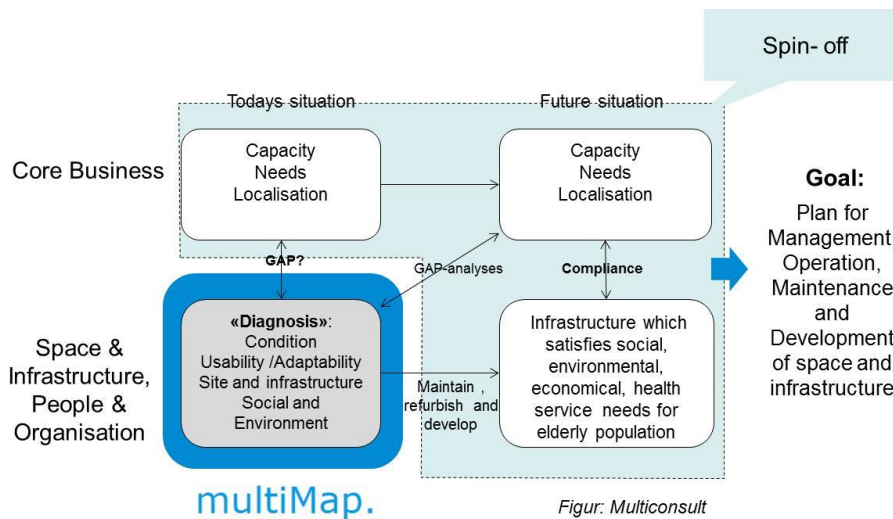 Spin- off
Todays situation
Future situation
Core Business
Capacity
Needs
Localisation
Capacity
Needs
Localisation
GAP?
GAP-analyses
Compliance
Goal:
Plan for
Management
Operation,
Maintenance
and
Development
of space and
infrastructure
Space &
Infrastructure,
People &
Organisation
«Diagnosis»:
Condition
Usability /Adaptability
Site and infrastructure
Social and
Environment
Maintain ,
refurbish and
develop
Infrastructure which
satisfies social,
environmental,
economical, health
service needs for
elderly population
multiMap.
Figur: Multiconsult